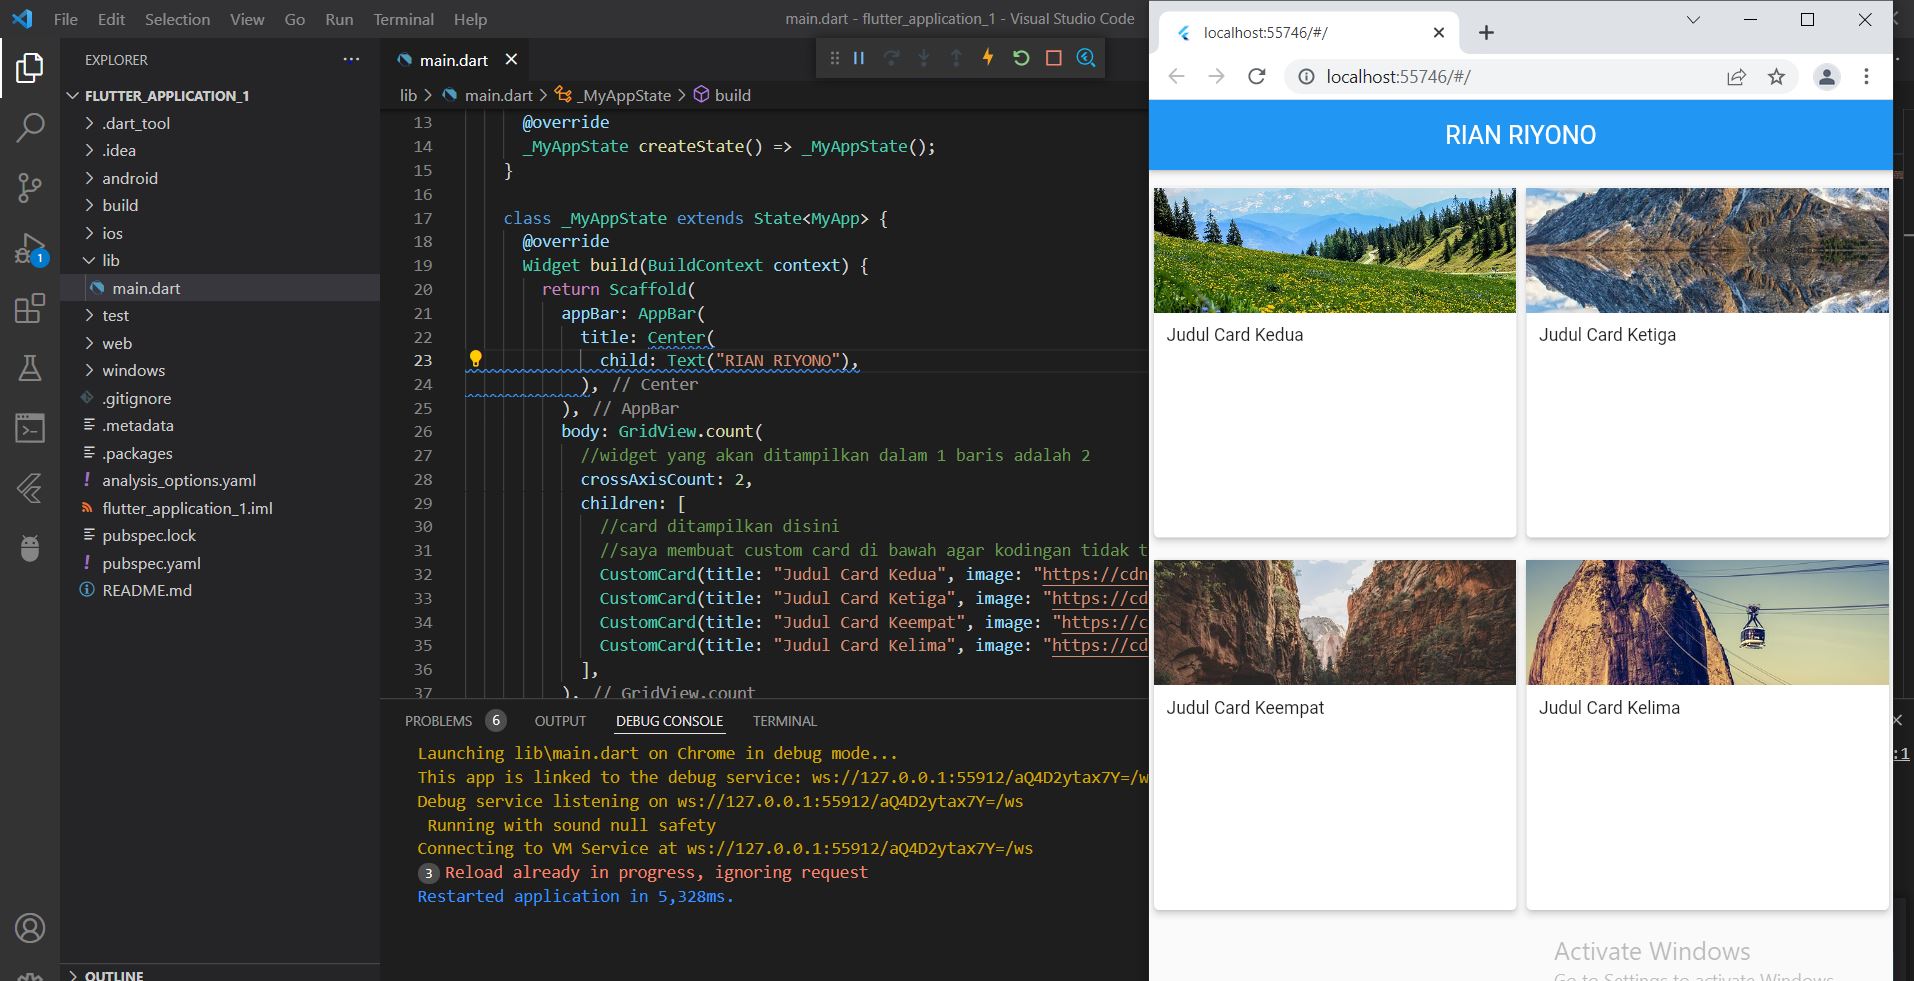 File Edit Selection View Go Run Terminal Help
main.dart - flutter_application_1 - Visual Studio Code
EXPLORER
FLUTTER_APPLICATION_1
.dart_tool
.idea
android
build
ios
lib
main.dart
test
web
windows
.gitignore
.metadata
.packages
analysis_options.yaml
flutter_application_1.iml
pubspec.lock
pubspec.yaml
README.md
OUTLINE
1
main.dart
lib > main.dart > _MyAppState > build
13 @override
14 _MyAppState createState() => _MyAppState();
15 }
16
17 class _MyAppState extends State<MyApp> {
18 @override
19 Widget build(BuildContext context) {
20 return Scaffold(
21 appBar: AppBar(
22 title: Center(
23 child: Text("RIAN RIYONO"),
24 ), // Center
25 ), // AppBar
26 body: GridView.count(
27 //widget yang akan ditampilkan dalam 1 baris adalah 2
28 crossAxisCount: 2,
29 children: [
30 //card ditampilkan disini
31 //saya membuat custom card di bawah agar kodingan tidak t
32 CustomCard(title: "Judul Card Kedua", image: "https://cdn
33 CustomCard(title: "Judul Card Ketiga", image: "https://cd
34 CustomCard(title: "Judul Card Keempat", image: "https://c
35 CustomCard(title: "Judul Card Kelima", image: "https://cd
36 ],
37 ), // GridView.count
PROBLEMS 6 OUTPUT DEBUG CONSOLE TERMINAL
Launching lib\main.dart on Chrome in debug mode...
This app is linked to the debug service: ws://127.0.0.1:55912/aQ4D2ytax7Y=/w
Debug service listening on ws://127.0.0.1:55912/aQ4D2ytax7Y=/ws
Running with sound null safety
Connecting to VM Service at ws://127.0.0.1:55912/aQ4D2ytax7Y=/ws
3 Reload already in progress, ignoring request
Restarted application in 5,328ms.
localhost:55746/#/
localhost:55746/#/
RIAN RIYONO
Judul Card Kedua
Judul Card Ketiga
Judul Card Keempat
Judul Card Kelima
Activate Windows
Go to Settings to activate Windows.
:1